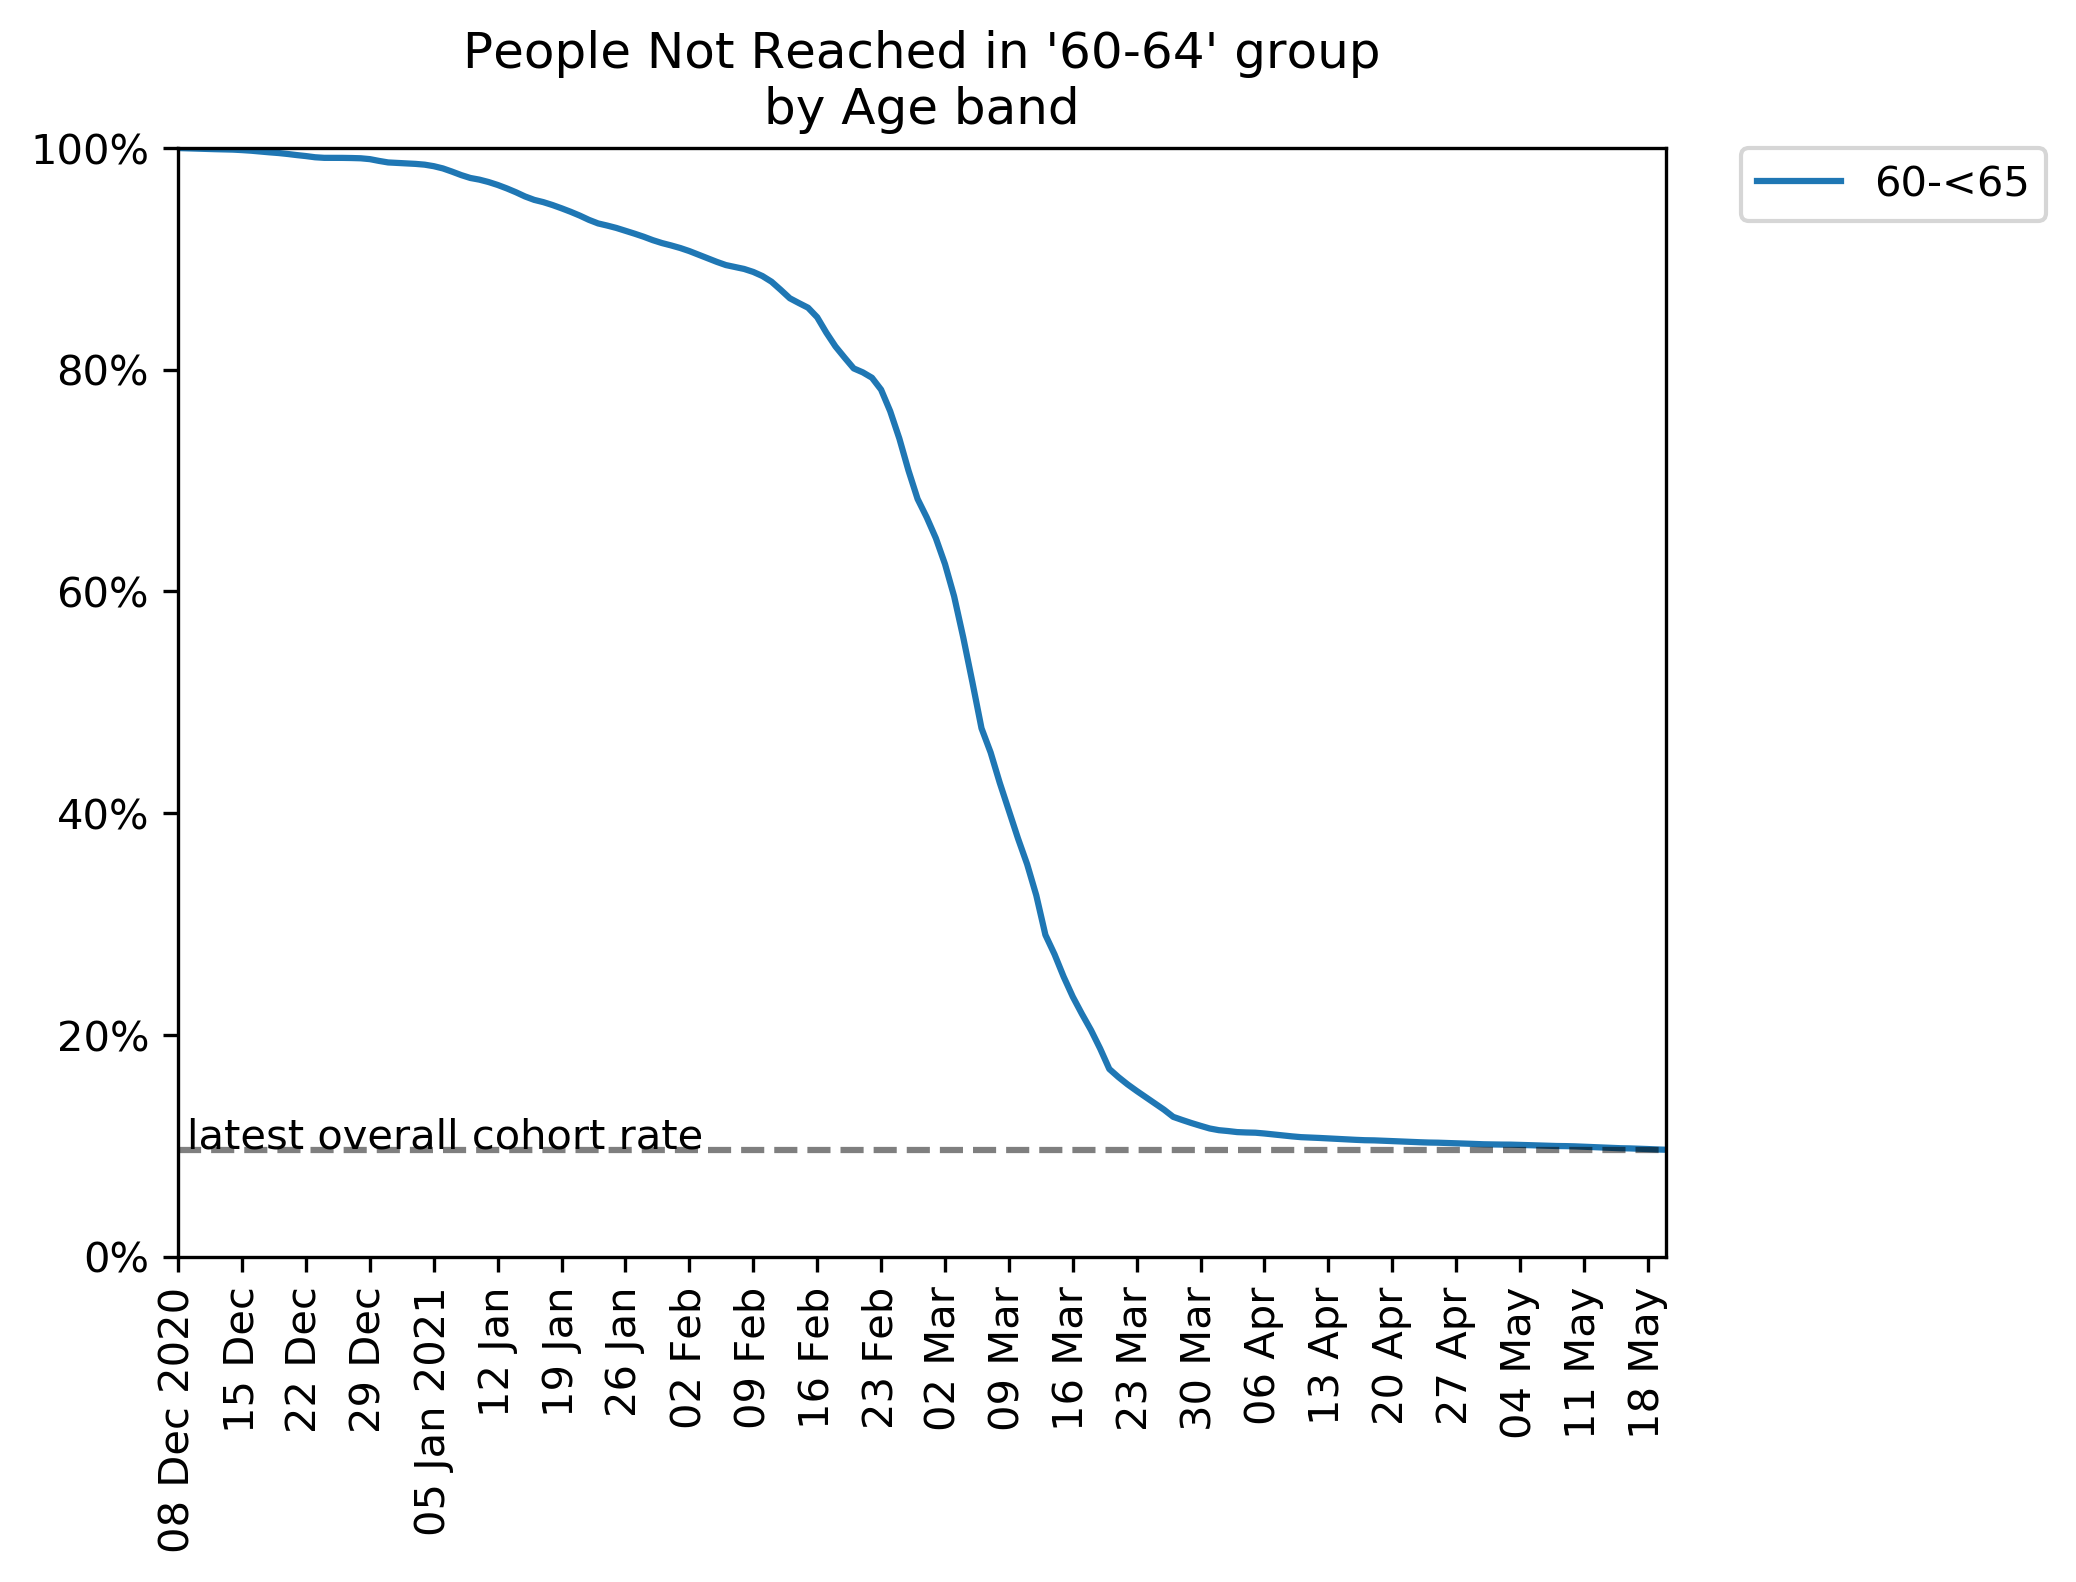 People Not Reached in '60-64' group
by Age band
100%
80%
60%
40%
20%
0%
60-<65
latest overall cohort rate
08 Dec 2020
15 Dec
22 Dec
29 Dec
05 Jan 2021
12 Jan
19 Jan
26 Jan
02 Feb
09 Feb
16 Feb
23 Feb
02 Mar
09 Mar
16 Mar
23 Mar
30 Mar
06 Apr
13 Apr
20 Apr
27 Apr
04 May
11 May
18 May